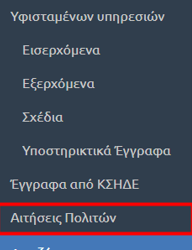 Υφισταμένων υπηρεσιών
Εισερχόμενα
Εξερχόμενα
Σχέδια
Υποστηρικτικά Έγγραφα
Έγγραφα από ΚΣΗΔΕ
Αιτήσεις Πολιτών